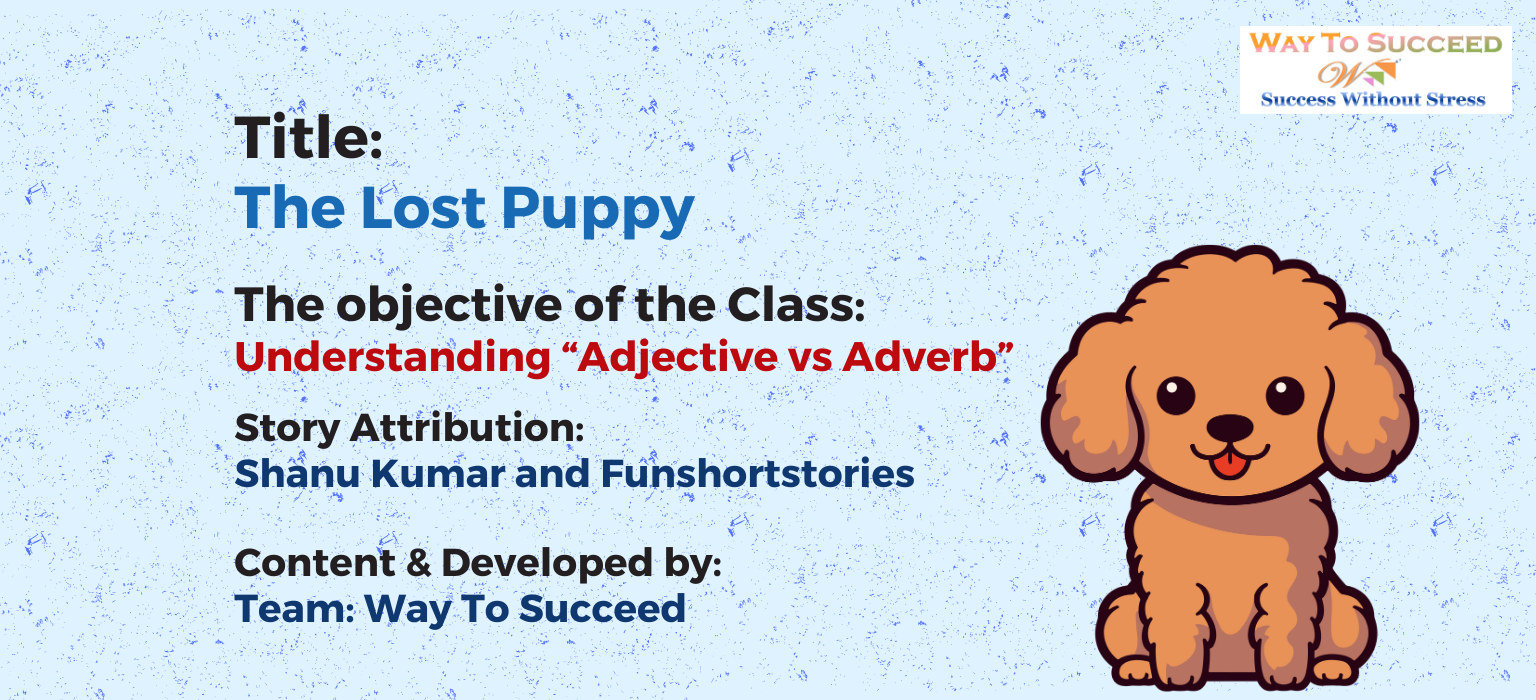 WAY TO SUCCEED
W
Success Without Stress
Title:
The Lost Puppy
The objective of the Class:
Understanding “Adjective vs Adverb”
Story Attribution:
Shanu Kumar and Funshortstories
Content & Developed by:
Team: Way To Succeed